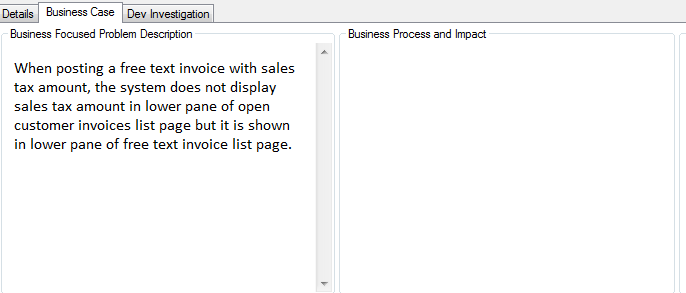 Details Business Case Dev Investigation
Business Focused Problem Description
When posting a free text invoice with sales
tax amount, the system does not display
sales tax amount in lower pane of open
customer invoices list page but it is shown
in lower pane of free text invoice list page.
Business Process and Impact